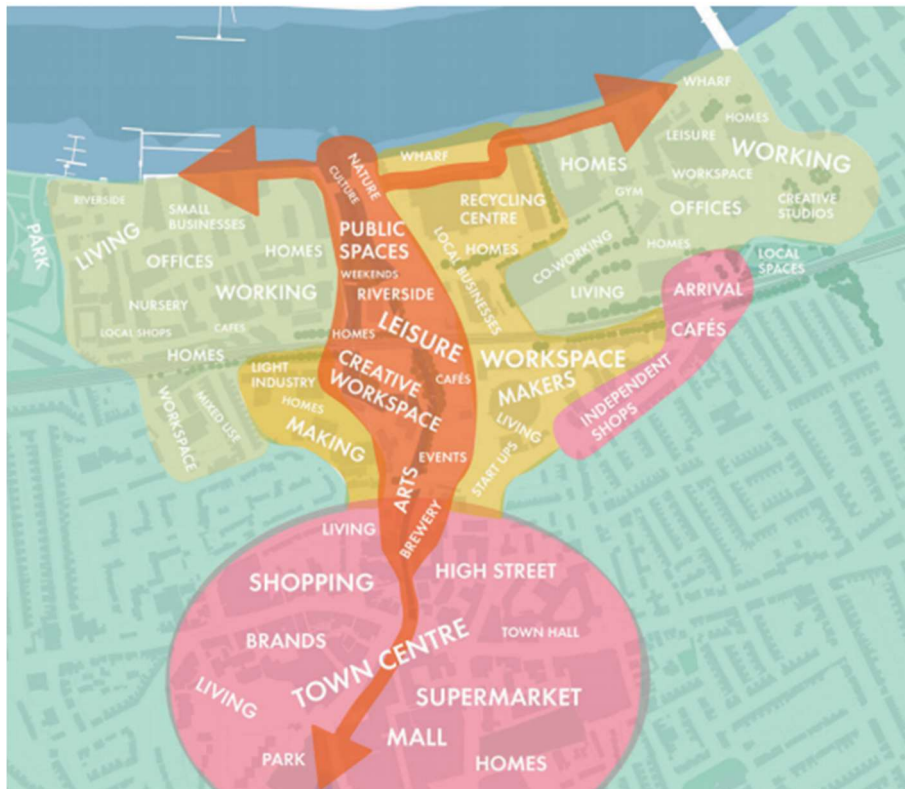 WHARF
HOMES
LEISURE
WORKING
WORKSPACE
CREATIVE
STUDIOS
OFFICES
HOMES
GYM
HOMES
CO-WORKING
LIVING
LOCAL
SPACES
ARRIVAL
CAFÉS
INDEPENDENT
SHOPS
WHARF
RECYCLING
CENTRE
HOMES
LOCAL BUSINESSES
WORKSPACE
MAKERS
LIVING
START UPS
NATURE
CULTURE
PUBLIC
SPACES
WEEKENDS
RIVERSIDE
LEISURE
HOMES
CREATIVE
WORKSPACE
CAFÉS
EVENTS
ARTS
BREWERY
PARK
RIVERSIDE
LIVING
SMALL
BUSINESSES
OFFICES
HOMES
WORKING
NURSERY
LOCAL SHOPS
CAFES
HOMES
WORKSPACE
MIXED USE
LIGHT
INDUSTRY
HOMES
MAKING
LIVING
SHOPPING
HIGH STREET
BRANDS
TOWN HALL
TOWN CENTRE
LIVING
SUPERMARKET
MALL
PARK
HOMES